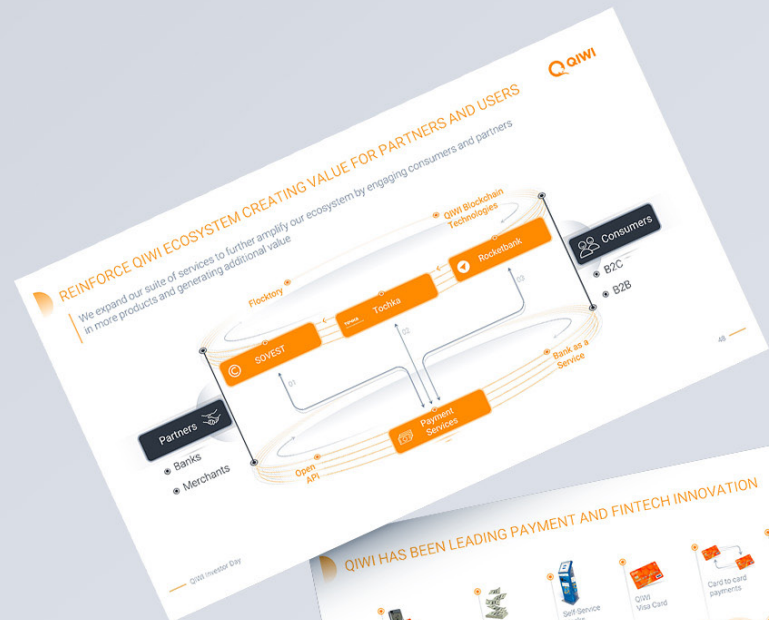 QIWI
REINFORCE QIWI ECOSYSTEM CREATING VALUE FOR PARTNERS AND USERS
We expand our suite of services to further amplify our ecosystem by engaging consumers and partners
in more products and generating additional value
QIWI Blockchain
Technologies
Flocktory
Consumers
B2C
B2B
Rocketbank
Tochka
SOVEST
01
02
03
Bank as a
Service
Payment
Services
Open
API
Partners
Banks
Merchants
QIWI Investor Day
48
QIWI HAS BEEN LEADING PAYMENT AND FINTECH INNOVATION
Self-Service
QIWI
Visa Card
Card to card
payments